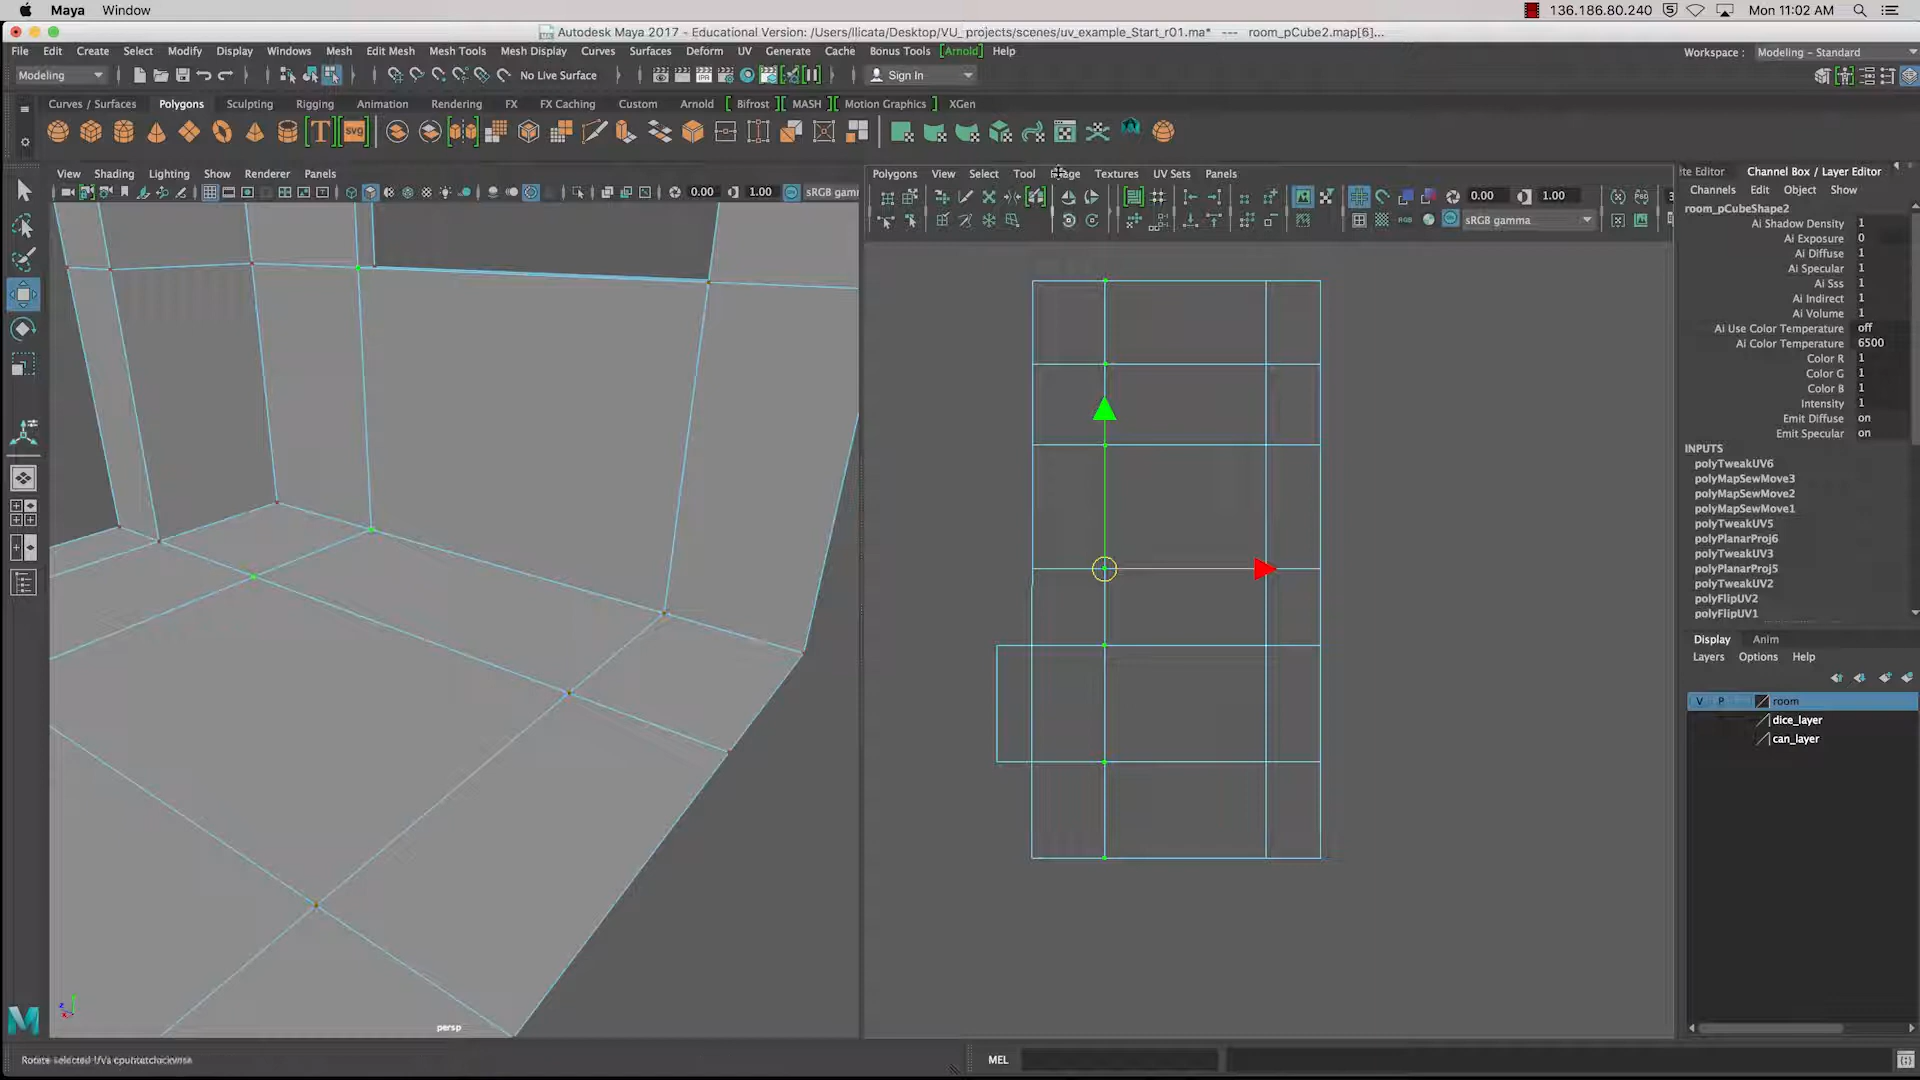 Maya Window 136.186.80.240 Mon 11:02 AM
Autodesk Maya 2017 - Educational Version: /Users/llicata/Desktop/VU_projects/scenes/uv_example_Start_r01.ma* --- room_pCube2.map[6]...
File Edit Create Select Modify Display Windows Mesh Edit Mesh Mesh Tools Mesh Display Curves Surfaces Deform UV Generate Cache Bonus Tools [Arnold] Help Workspace : Modeling - Standard
Modeling No Live Surface Sign In
Curves / Surfaces Polygons Sculpting Rigging Animation Rendering FX FX Caching Custom Arnold Bifrost MASH Motion Graphics XGen
T svg
View Shading Lighting Show Renderer Panels
0.00 1.00 sRGB gamm
Polygons View Select Tool Image Textures UV Sets Panels
0.00 1.00
RGB sRGB gamma
te Editor Channel Box / Layer Editor
Channels Edit Object Show
room_pCubeShape2
Ai Shadow Density 1
Ai Exposure 0
Ai Diffuse 1
Ai Specular 1
Ai Sss 1
Ai Indirect 1
Ai Volume 1
Ai Use Color Temperature off
Ai Color Temperature 6500
Color R 1
Color G 1
Color B 1
Intensity 1
Emit Diffuse on
Emit Specular on
INPUTS
polyTweakUV6
polyMapSewMove3
polyMapSewMove2
polyMapSewMove1
polyTweakUV5
polyPlanarProj6
polyTweakUV3
polyPlanarProj5
polyTweakUV2
polyFlipUV2
polyFlipUV1
Display Anim
Layers Options Help
V P room
dice_layer
can_layer
persp
Rotate selected UVs counterclockwise
MEL